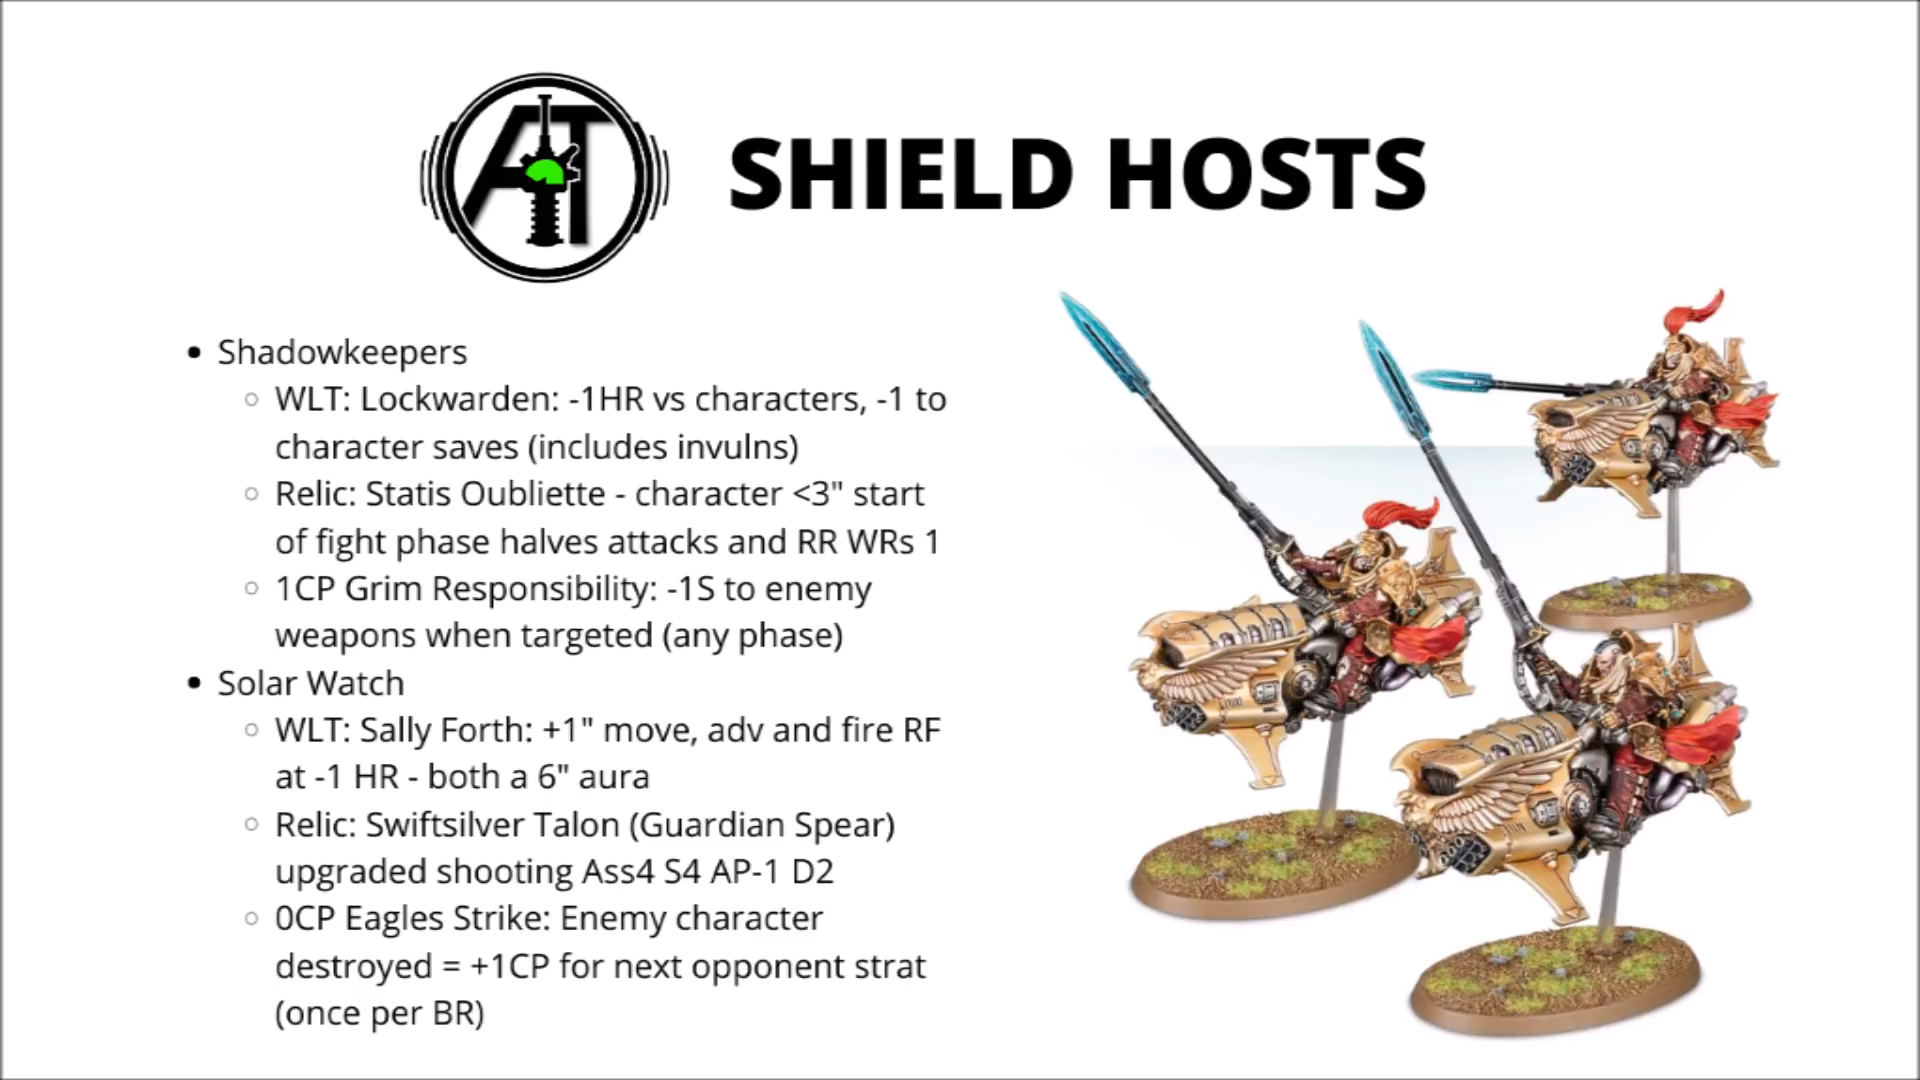 AT
SHIELD HOSTS
Shadowkeepers
WLT: Lockwarden: -1HR vs characters, -1 to
character saves (includes invulns)
Relic: Statis Oubliette - character <3" start
of fight phase halves attacks and RR WRs 1
1CP Grim Responsibility: -1S to enemy
weapons when targeted (any phase)
Solar Watch
WLT: Sally Forth: +1" move, adv and fire RF
at -1 HR - both a 6" aura
Relic: Swiftsilver Talon (Guardian Spear)
upgraded shooting Ass4 S4 AP-1 D2
0CP Eagles Strike: Enemy character
destroyed = +1CP for next opponent strat
(once per BR)